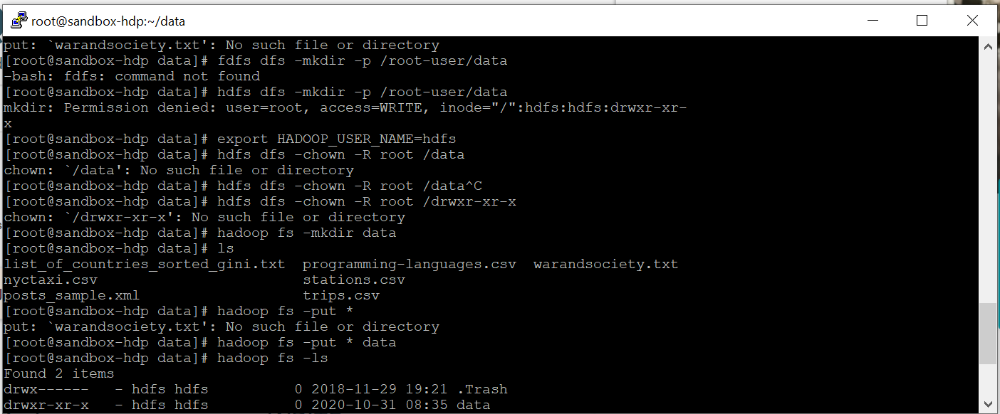 root@sandbox-hdp:~/data
put: `warandsociety.txt': No such file or directory
[root@sandbox-hdp data]# fdfs dfs -mkdir -p /root-user/data
-bash: fdfs: command not found
[root@sandbox-hdp data]# hdfs dfs -mkdir -p /root-user/data
mkdir: Permission denied: user=root, access=WRITE, inode="/":hdfs:hdfs:drwxr-xr-
x
[root@sandbox-hdp data]# export HADOOP_USER_NAME=hdfs
[root@sandbox-hdp data]# hdfs dfs -chown -R root /data
chown: `/data': No such file or directory
[root@sandbox-hdp data]# hdfs dfs -chown -R root /data^C
[root@sandbox-hdp data]# hdfs dfs -chown -R root /drwxr-xr-x
chown: `/drwxr-xr-x': No such file or directory
[root@sandbox-hdp data]# hadoop fs -mkdir data
[root@sandbox-hdp data]# ls
list_of_countries_sorted_gini.txt  programming-languages.csv  warandsociety.txt
nyctaxi.csv                        stations.csv
posts_sample.xml                   trips.csv
[root@sandbox-hdp data]# hadoop fs -put *
put: `warandsociety.txt': No such file or directory
[root@sandbox-hdp data]# hadoop fs -put * data
[root@sandbox-hdp data]# hadoop fs -ls
Found 2 items
drwx------   - hdfs hdfs          0 2018-11-29 19:21 .Trash
drwxr-xr-x   - hdfs hdfs          0 2020-10-31 08:35 data